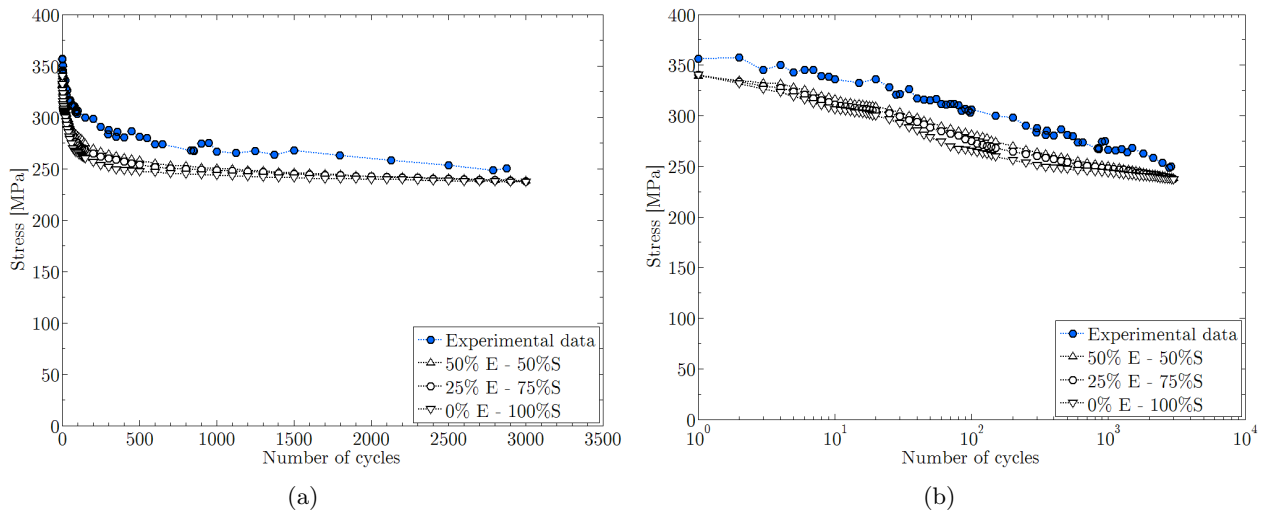 400
350
300
250
200
150
100
50
0
Stress [MPa]
0 500 1000 1500 2000 2500 3000 3500
Number of cycles
Experimental data
50% E - 50%S
25% E - 75%S
0% E - 100%S
(a)
400
350
300
250
200
150
100
50
0
Stress [MPa]
10^0 10^1 10^2 10^3 10^4
Number of cycles
Experimental data
50% E - 50%S
25% E - 75%S
0% E - 100%S
(b)